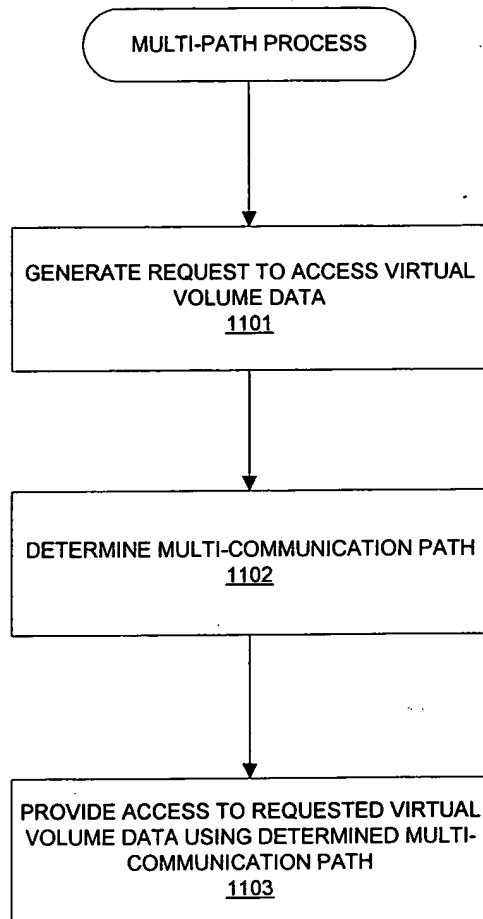 MULTI-PATH PROCESS
GENERATE REQUEST TO ACCESS VIRTUAL
VOLUME DATA
1101
DETERMINE MULTI-COMMUNICATION PATH
1102
PROVIDE ACCESS TO REQUESTED VIRTUAL
VOLUME DATA USING DETERMINED MULTI-
COMMUNICATION PATH
1103